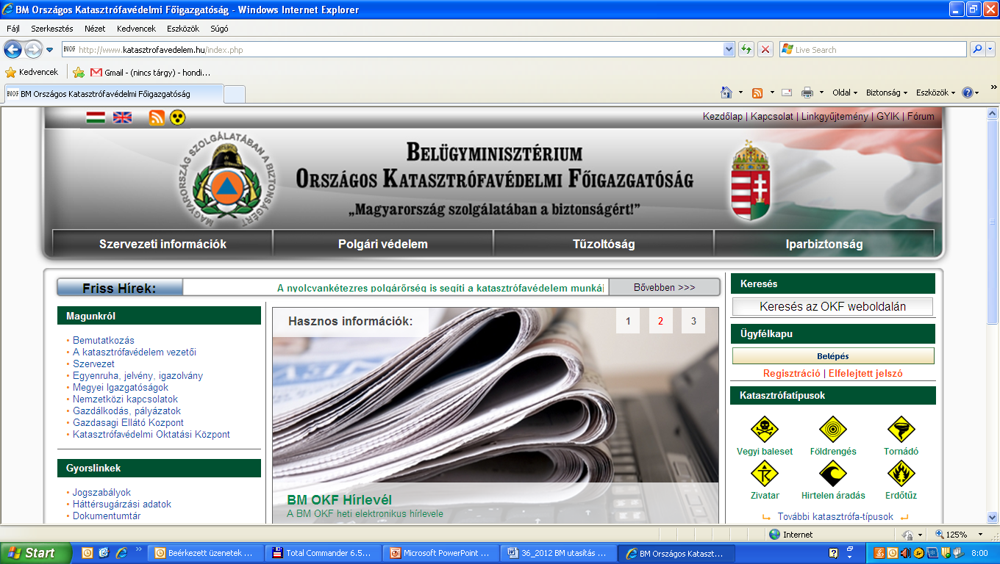 BM Országos Katasztrófavédelmi Főigazgatóság - Windows Internet Explorer
Fájl Szerkesztés Nézet Kedvencek Eszközök Súgó
BM OKF http://www.katasztrofavedelem.hu/index.php Live Search
Kedvencek Gmail - (nincs tárgy) - hondi...
BM OKF BM Országos Katasztrófavédelmi Főigazgatóság Oldal Biztonság Eszközök »
Kezdőlap | Kapcsolat | Linkgyűjtemény | GYIK | Fórum
MAGYARORSZÁG SZOLGÁLATÁBAN A BIZTONSÁGÉRT
Belügyminisztérium
Országos Katasztrófavédelmi Főigazgatóság
„Magyarország szolgálatában a biztonságért!”
Szervezeti információk Polgári védelem Tűzoltóság Iparbiztonság
Friss Hírek: A nyolcvankétezres polgárőrség is segíti a katasztrófavédelem munkáj Bővebben >>>
Magunkról
• Bemutatkozás
• A katasztrófavédelem vezetői
• Szervezet
• Egyenruha, jelvény, igazolvány
• Megyei Igazgatóságok
• Nemzetközi kapcsolatok
• Gazdálkodás, pályázatok
• Gazdasagi Ellátó Kozpont
• Katasztrófavédelmi Oktatási Központ
Gyorslinkek
• Jogszabályok
• Háttérsugárzási adatok
• Dokumentumtár
Hasznos információk: 1 2 3
BM OKF Hírlevél
A BM OKF heti elektronikus hírlevele
Keresés
Keresés az OKF weboldalán
Ügyfélkapu
Belépés
Regisztráció | Elfelejtett jelszó
Katasztrófatípusok
Vegyi baleset Földrengés Tornádó
Zivatar Hirtelen áradás Erdőtűz
További katasztrófa-típusok
Internet 125%
Start » Beérkezett üzenetek ... Total Commander 6.5... Microsoft PowerPoint ... 36_2012 BM utasítás ... BM Országos Kataszt... 8:00